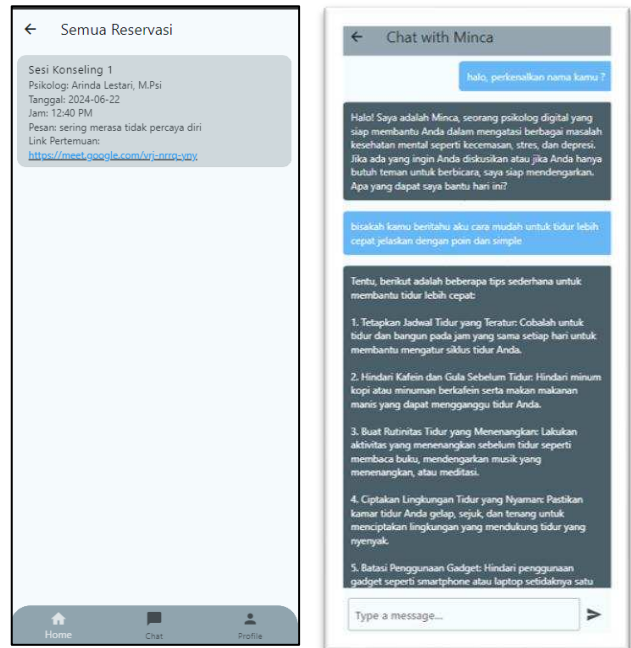 Semua Reservasi
Sesi Konseling 1
Psikolog: Arinda Lestari, M.Psi
Tanggal: 2024-06-22
Jam: 12:40 PM
Pesan: sering merasa tidak percaya diri
Link Pertemuan:
https://meet.google.com/vrj-nrrq-vny
Home
Chat
Profile
Chat with Minca
halo, perkenalkan nama kamu ?
Halo! Saya adalah Minca, seorang psikolog digital yang
siap membantu Anda dalam mengatasi berbagai masalah
kesehatan mental seperti kecemasan, stres, dan depresi.
Jika ada yang ingin Anda diskusikan atau jika Anda hanya
butuh teman untuk berbicara, saya siap mendengarkan.
Apa yang dapat saya bantu hari ini?
bisakah kamu beritahu aku cara mudah untuk tidur lebih
cepat jelaskan dengan poin dan simple
Tentu, berikut adalah beberapa tips sederhana untuk
membantu tidur lebih cepat:
1. Tetapkan Jadwal Tidur yang Teratur: Cobalah untuk
tidur dan bangun pada jam yang sama setiap hari untuk
membantu mengatur siklus tidur Anda.
2. Hindari Kafein dan Gula Sebelum Tidur: Hindari minum
kopi atau minuman berkafein serta makan makanan
manis yang dapat mengganggu tidur Anda.
3. Buat Rutinitas Tidur yang Menenangkan: Lakukan
aktivitas yang menenangkan sebelum tidur seperti
membaca buku, mendengarkan musik yang
menenangkan, atau meditasi.
4. Ciptakan Lingkungan Tidur yang Nyaman: Pastikan
kamar tidur Anda gelap, sejuk, dan tenang untuk
menciptakan lingkungan yang mendukung tidur yang
nyenyak.
5. Batasi Penggunaan Gadget: Hindari penggunaan
gadget seperti smartphone atau laptop setidaknya satu
Type a message...